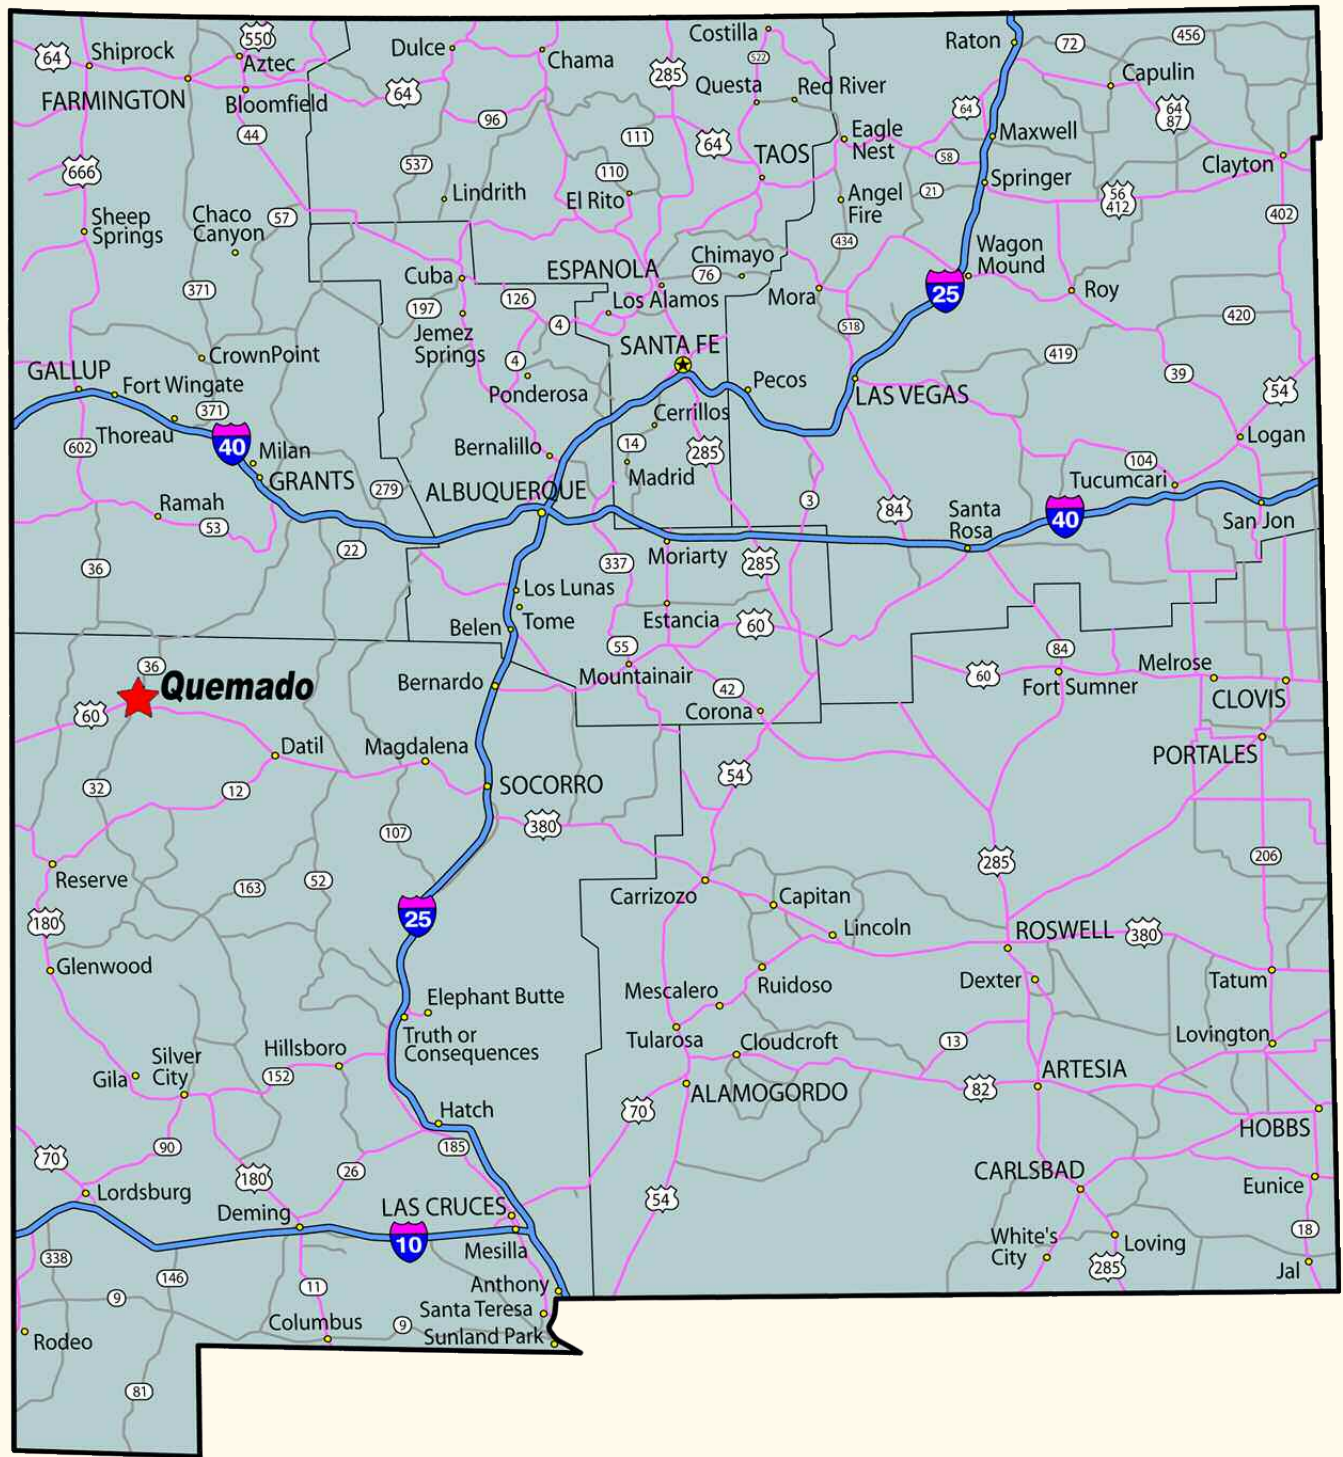 550
Costilla
Raton
72
456
64
Shiprock
Aztec
Dulce
Chama
285
522
Capulin
FARMINGTON
Bloomfield
64
Questa
Red River
64
64
87
44
96
111
64
Eagle
Nest
Maxwell
666
537
110
TAOS
58
Clayton
Lindrith
El Rito
Angel
Fire
21
Springer
56
412
402
Sheep
Springs
Chaco
Canyon
57
434
Wagon
Mound
Cuba
ESPANOLA
Chimayo
76
371
126
Los Alamos
Mora
25
Roy
197
4
518
420
Jemez
Springs
SANTA FE
CrownPoint
4
419
GALLUP
Fort Wingate
Ponderosa
Pecos
39
54
LAS VEGAS
371
Cerrillos
Thoreau
40
14
Logan
602
Milan
Bernalillo
285
104
GRANTS
279
ALBUQUERQUE
Madrid
Tucumcari
Ramah
3
84
Santa
Rosa
40
San Jon
53
22
36
337
Moriarty
285
Los Lunas
Tome
Estancia
60
Belen
55
84
36
Quemado
Bernardo
Mountainair
42
60
Fort Sumner
Melrose
CLOVIS
60
Corona
Datil
Magdalena
PORTALES
54
32
12
SOCORRO
107
380
206
285
Reserve
163
52
Carrizozo
Capitan
180
25
Lincoln
ROSWELL
380
Glenwood
Ruidoso
Dexter
Tatum
Elephant Butte
Mescalero
Truth or
Consequences
Tularosa
Cloudcroft
13
Lovington
Silver
City
Hillsboro
Gila
152
ALAMOGORDO
82
ARTESIA
Hatch
70
HOBBS
90
185
70
180
26
CARLSBAD
Lordsburg
54
Eunice
Deming
LAS CRUCES
10
Mesilla
White's
City
Loving
18
338
285
Jal
146
11
Anthony
9
Santa Teresa
Columbus
9
Sunland Park
Rodeo
81